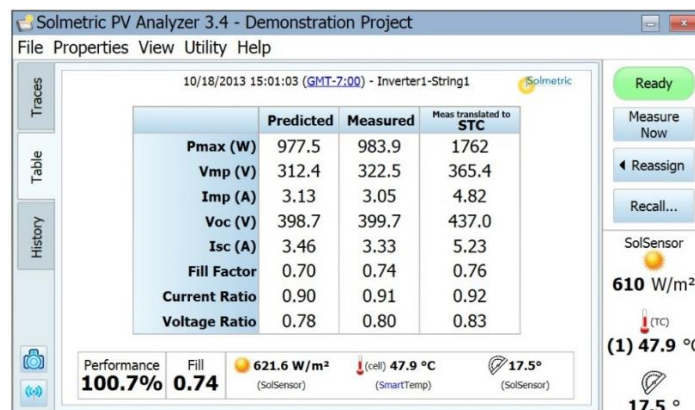 Solmetric PV Analyzer 3.4 - Demonstration Project
File Properties View Utility Help
Traces
Table
History
10/18/2013 15:01:03 (GMT-7:00) - Inverter1-String1
Solmetric
Predicted Measured Meas translated to STC
Pmax (W) 977.5 983.9 1762
Vmp (V) 312.4 322.5 365.4
Imp (A) 3.13 3.05 4.82
Voc (V) 398.7 399.7 437.0
Isc (A) 3.46 3.33 5.23
Fill Factor 0.70 0.74 0.76
Current Ratio 0.90 0.91 0.92
Voltage Ratio 0.78 0.80 0.83
Performance Fill 621.6 W/m² (cell) 47.9 °C 17.5°
100.7% 0.74 (SolSensor) (SmartTemp) (SolSensor)
Ready
Measure
Now
Reassign
Recall...
SolSensor
610 W/m²
(TC)
(1) 47.9 °C
17.5 °